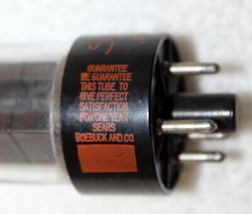 GUARANTEE
WE GUARANTEE
THIS TUBE TO
GIVE PERFECT
SATISFACTION
FOR ONE YEAR
SEARS
ROEBUCK AND CO.